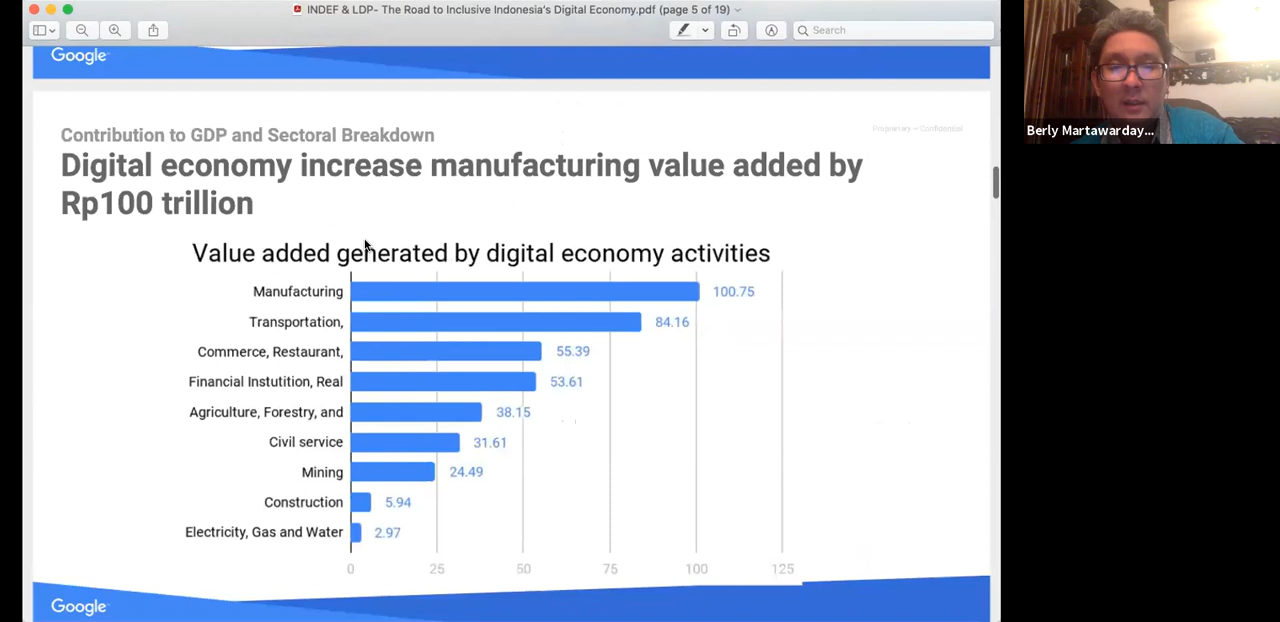 INDEF & LDP- The Road to Inclusive Indonesia's Digital Economy.pdf (page 5 of 19)
Search
Google
Berly Martawarday...
Contribution to GDP and Sectoral Breakdown
Proprietary + Confidential
Digital economy increase manufacturing value added by
Rp100 trillion
Value added generated by digital economy activities
Manufacturing 100.75
Transportation, 84.16
Commerce, Restaurant, 55.39
Financial Instutition, Real 53.61
Agriculture, Forestry, and 38.15
Civil service 31.61
Mining 24.49
Construction 5.94
Electricity, Gas and Water 2.97
0 25 50 75 100 125
Google